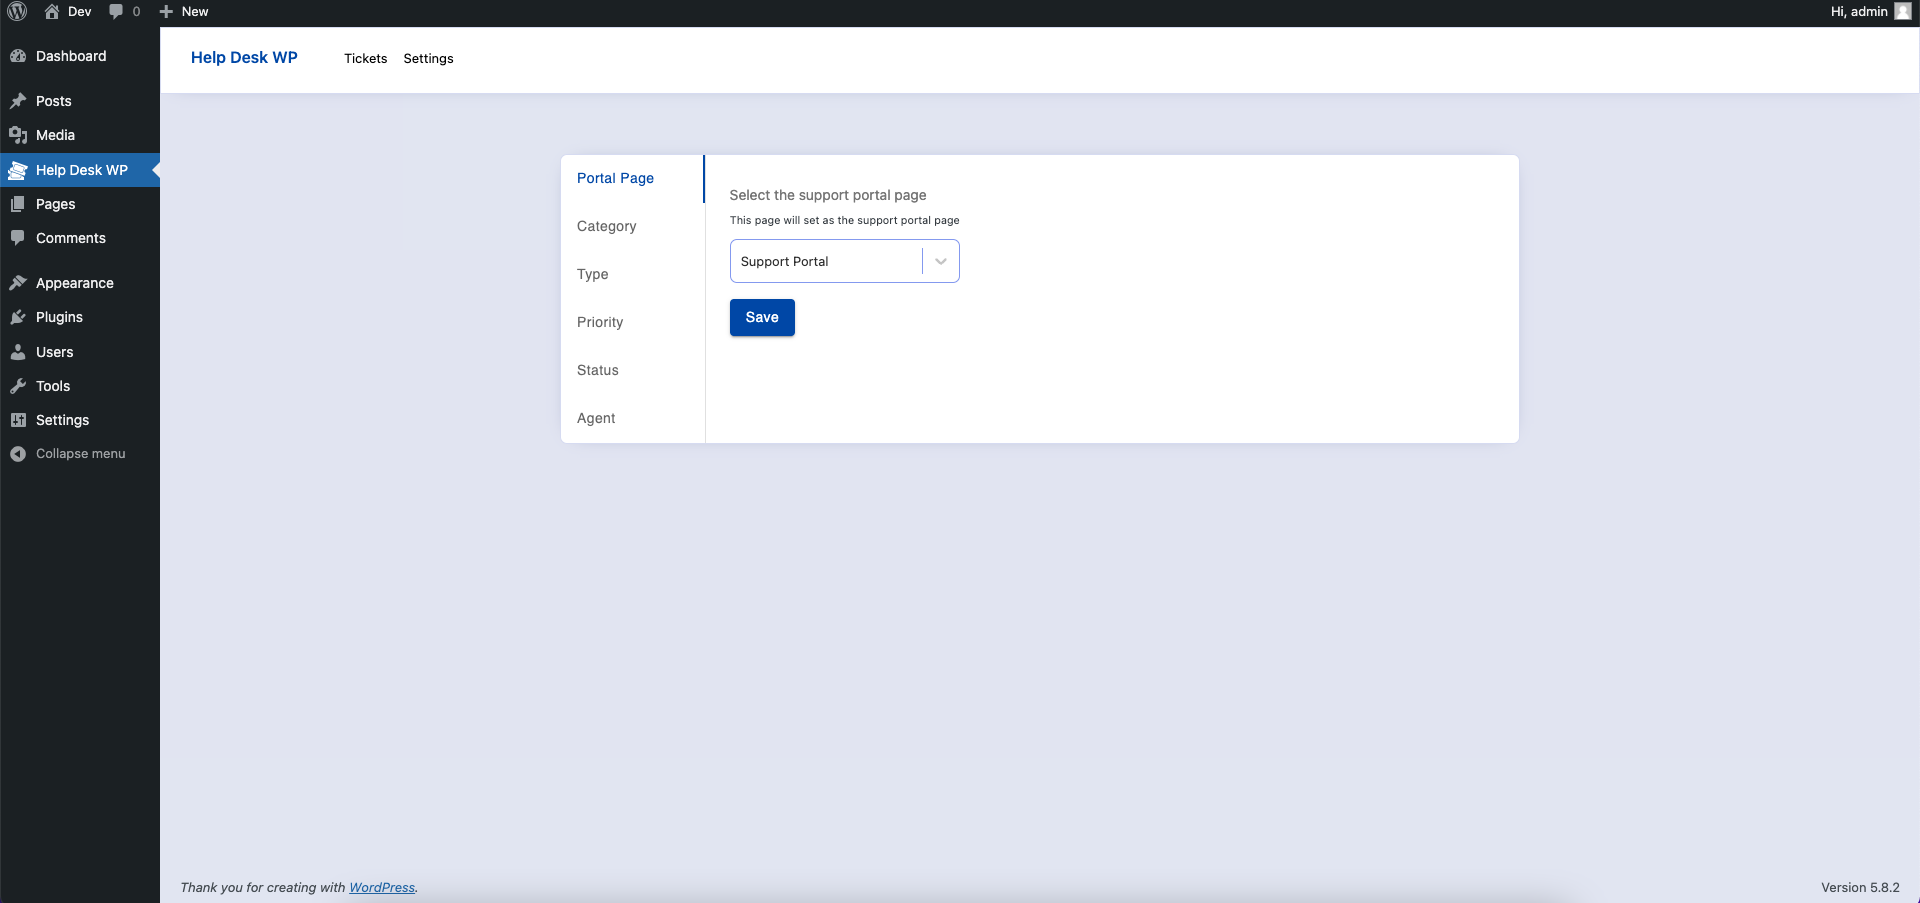 Dev 0 New Hi, admin
Dashboard
Posts
Media
Help Desk WP
Pages
Comments
Appearance
Plugins
Users
Tools
Settings
Collapse menu
Help Desk WP Tickets Settings
Portal Page
Category
Type
Priority
Status
Agent
Select the support portal page
This page will set as the support portal page
Support Portal
Save
Thank you for creating with WordPress.
Version 5.8.2